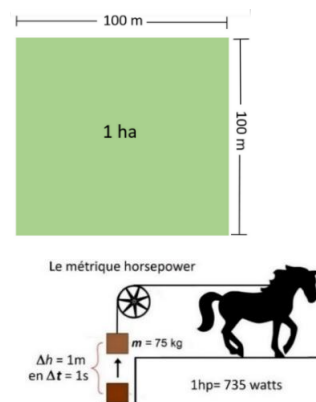 100 m
1 ha
100 m
Le métrique horsepower
m = 75 kg
Δh = 1m
en Δt = 1s
1hp= 735 watts